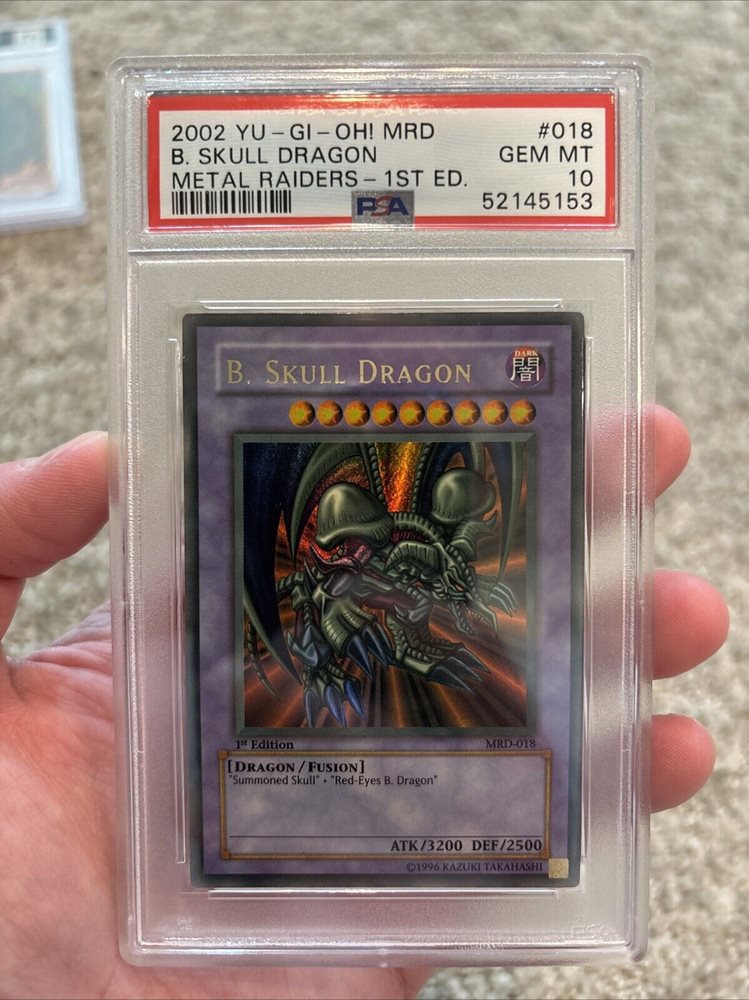 2002 YU-GI-OH! MRD #018
B. SKULL DRAGON GEM MT
METAL RAIDERS-1ST ED. 10
PSA 52145153
B. SKULL DRAGON
DARK
闇
1st Edition MRD-018
[DRAGON/FUSION]
"Summoned Skull" + "Red-Eyes B. Dragon"
ATK/3200 DEF/2500
©1996 KAZUKI TAKAHASHI
PSA